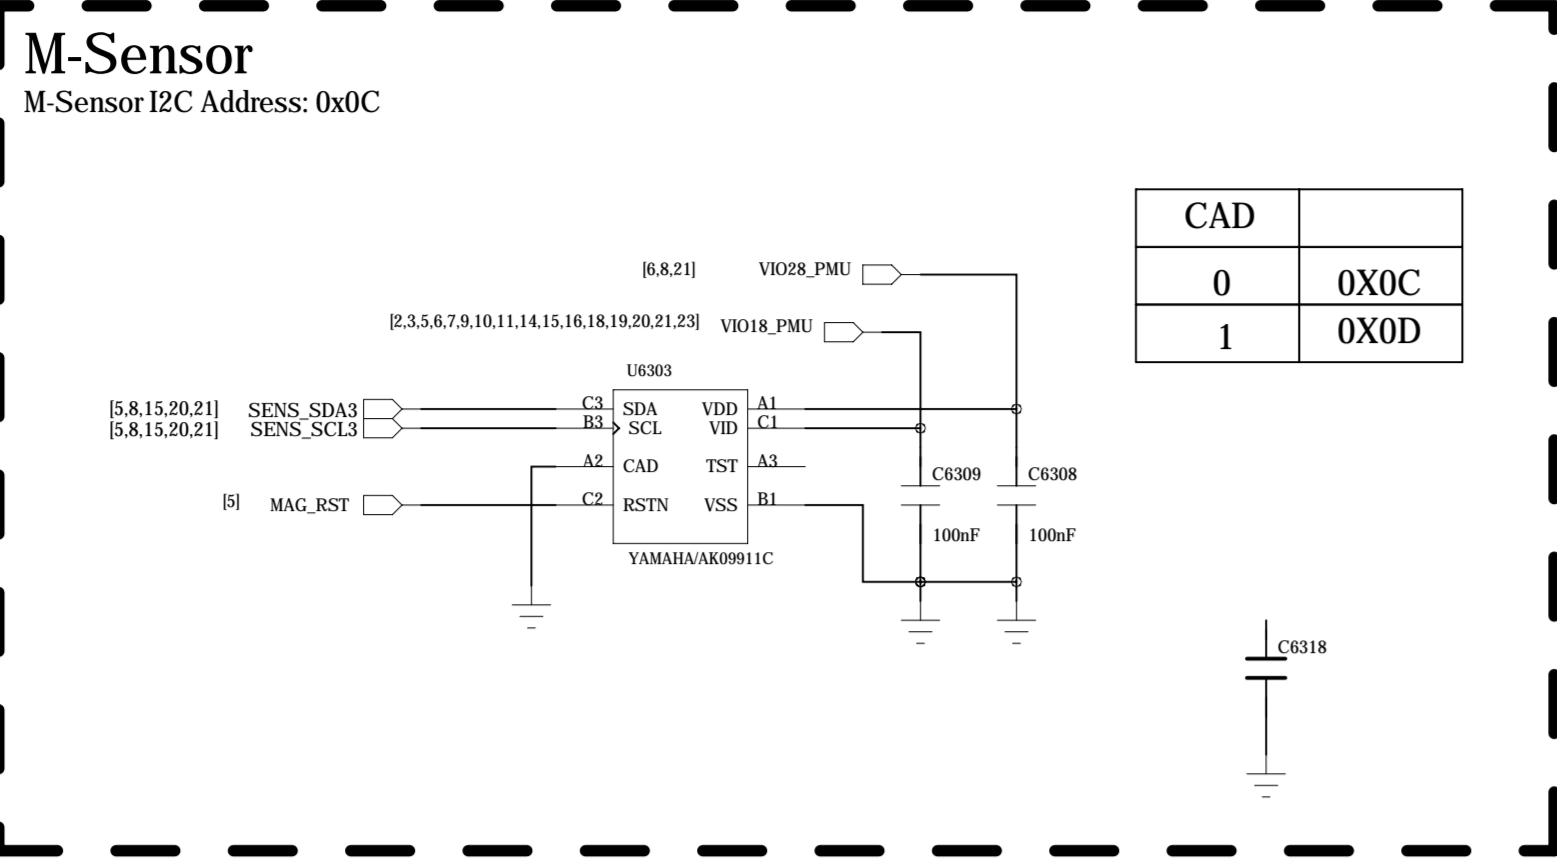 M-Sensor
M-Sensor I2C Address: 0x0C
CAD
0 0X0C
1 0X0D
[6,8,21] VIO28_PMU
[2,3,5,6,7,9,10,11,14,15,16,18,19,20,21,23] VIO18_PMU
U6303
[5,8,15,20,21] SENS_SDA3 C3 SDA VDD A1
[5,8,15,20,21] SENS_SCL3 B3 SCL VID C1
A2 CAD TST A3
C6309 C6308
[5] MAG_RST C2 RSTN VSS B1
100nF 100nF
YAMAHA/AK09911C
C6318